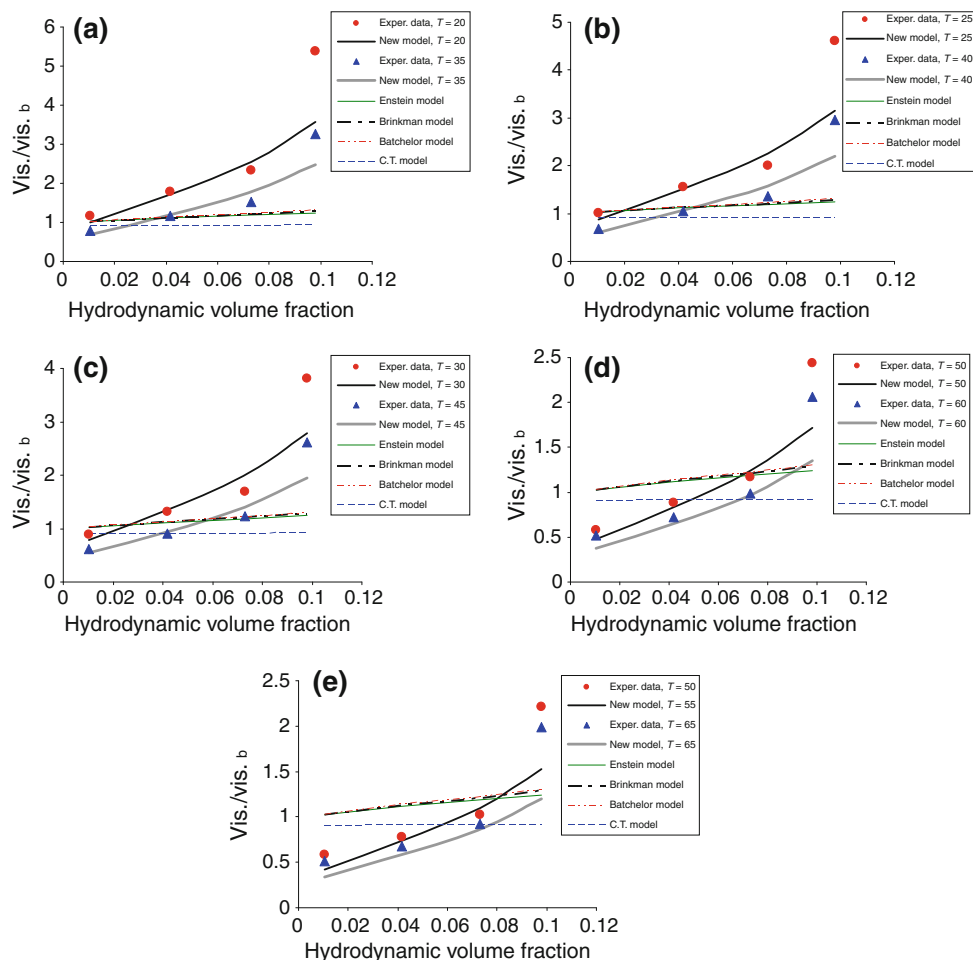 (a)
Vis./vis. b
6
5
4
3
2
1
0
0 0.02 0.04 0.06 0.08 0.1 0.12
Hydrodynamic volume fraction
Exper. data, T = 20
New model, T = 20
Exper. data, T = 35
New model, T = 35
Enstein model
Brinkman model
Batchelor model
C.T. model
(b)
Vis./vis. b
5
4
3
2
1
0
0 0.02 0.04 0.06 0.08 0.1 0.12
Hydrodynamic volume fraction
Exper. data, T = 25
New model, T = 25
Exper. data, T = 40
New model, T = 40
Enstein model
Brinkman model
Batchelor model
C.T. model
(c)
Vis./vis. b
4
3
2
1
0
0 0.02 0.04 0.06 0.08 0.1 0.12
Hydrodynamic volume fraction
Exper. data, T = 30
New model, T = 30
Exper. data, T = 45
New model, T = 45
Enstein model
Brinkman model
Batchelor model
C.T. model
(d)
Vis./vis. b
2.5
2
1.5
1
0.5
0
0 0.02 0.04 0.06 0.08 0.1 0.12
Hydrodynamic volume fraction
Exper. data, T = 50
New model, T = 50
Exper. data, T = 60
New model, T = 60
Enstein model
Brinkman model
Batchelor model
C.T. model
(e)
Vis./vis. b
2.5
2
1.5
1
0.5
0
0 0.02 0.04 0.06 0.08 0.1 0.12
Hydrodynamic volume fraction
Exper. data, T = 50
New model, T = 55
Exper. data, T = 65
New model, T = 65
Enstein model
Brinkman model
Batchelor model
C.T. model